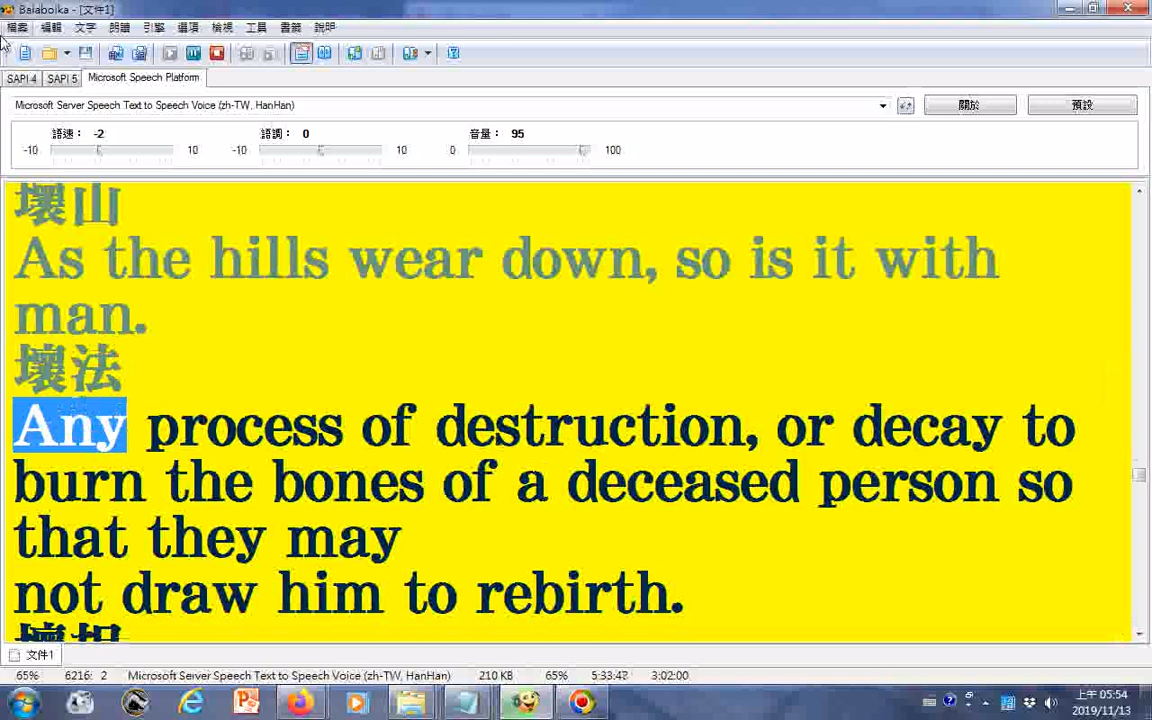 Balabolka - [文件1]
檔案 編輯 文字 朗讀 引擎 選項 檢視 工具 書籤 說明
SAPI 4 SAPI 5 Microsoft Speech Platform
Microsoft Server Speech Text to Speech Voice (zh-TW, HanHan) 關於 預設
語速： -2 語調： 0 音量： 95
-10 10 -10 10 0 100
壞山
As the hills wear down, so is it with
man.
壞法
Any process of destruction, or decay to
burn the bones of a deceased person so
that they may
not draw him to rebirth.
文件1
65% 6216: 2 Microsoft Server Speech Text to Speech Voice (zh-TW, HanHan) 210 KB 65% 5:33:47 3:02:00
上午 05:54
2019/11/13